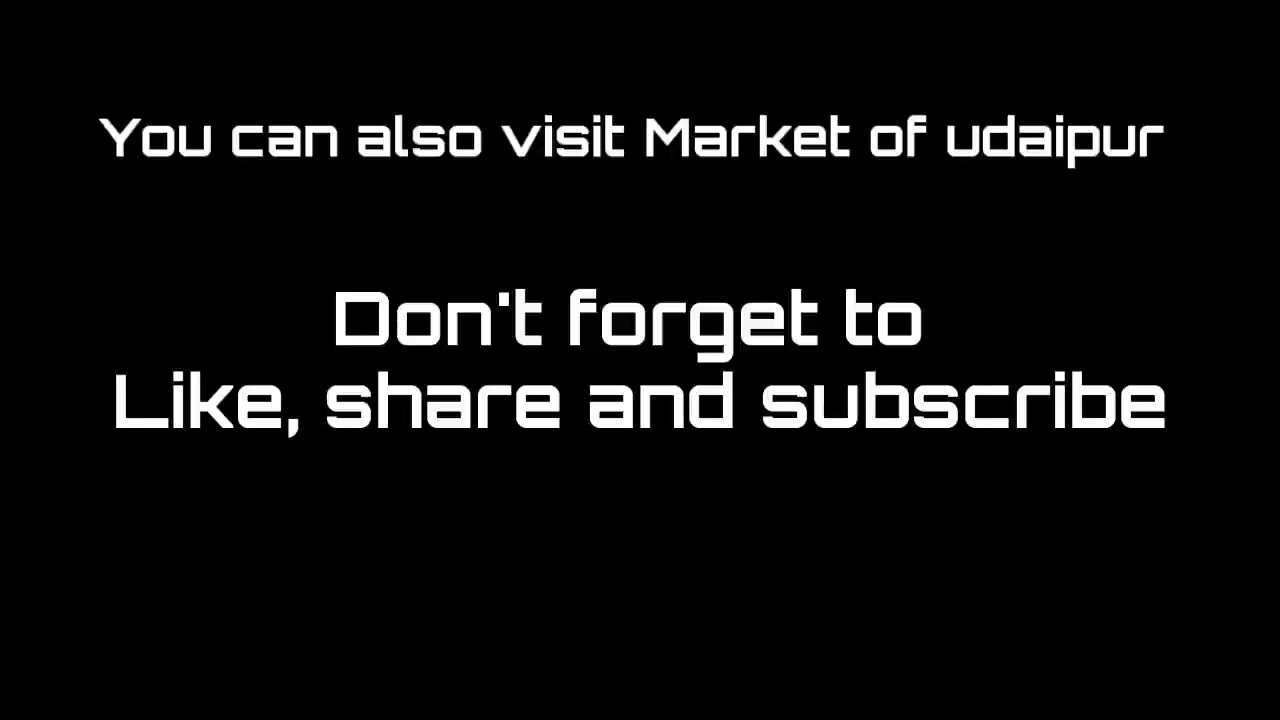 You can also visit Market of udaipur
Don't forget to
Like, share and subscribe